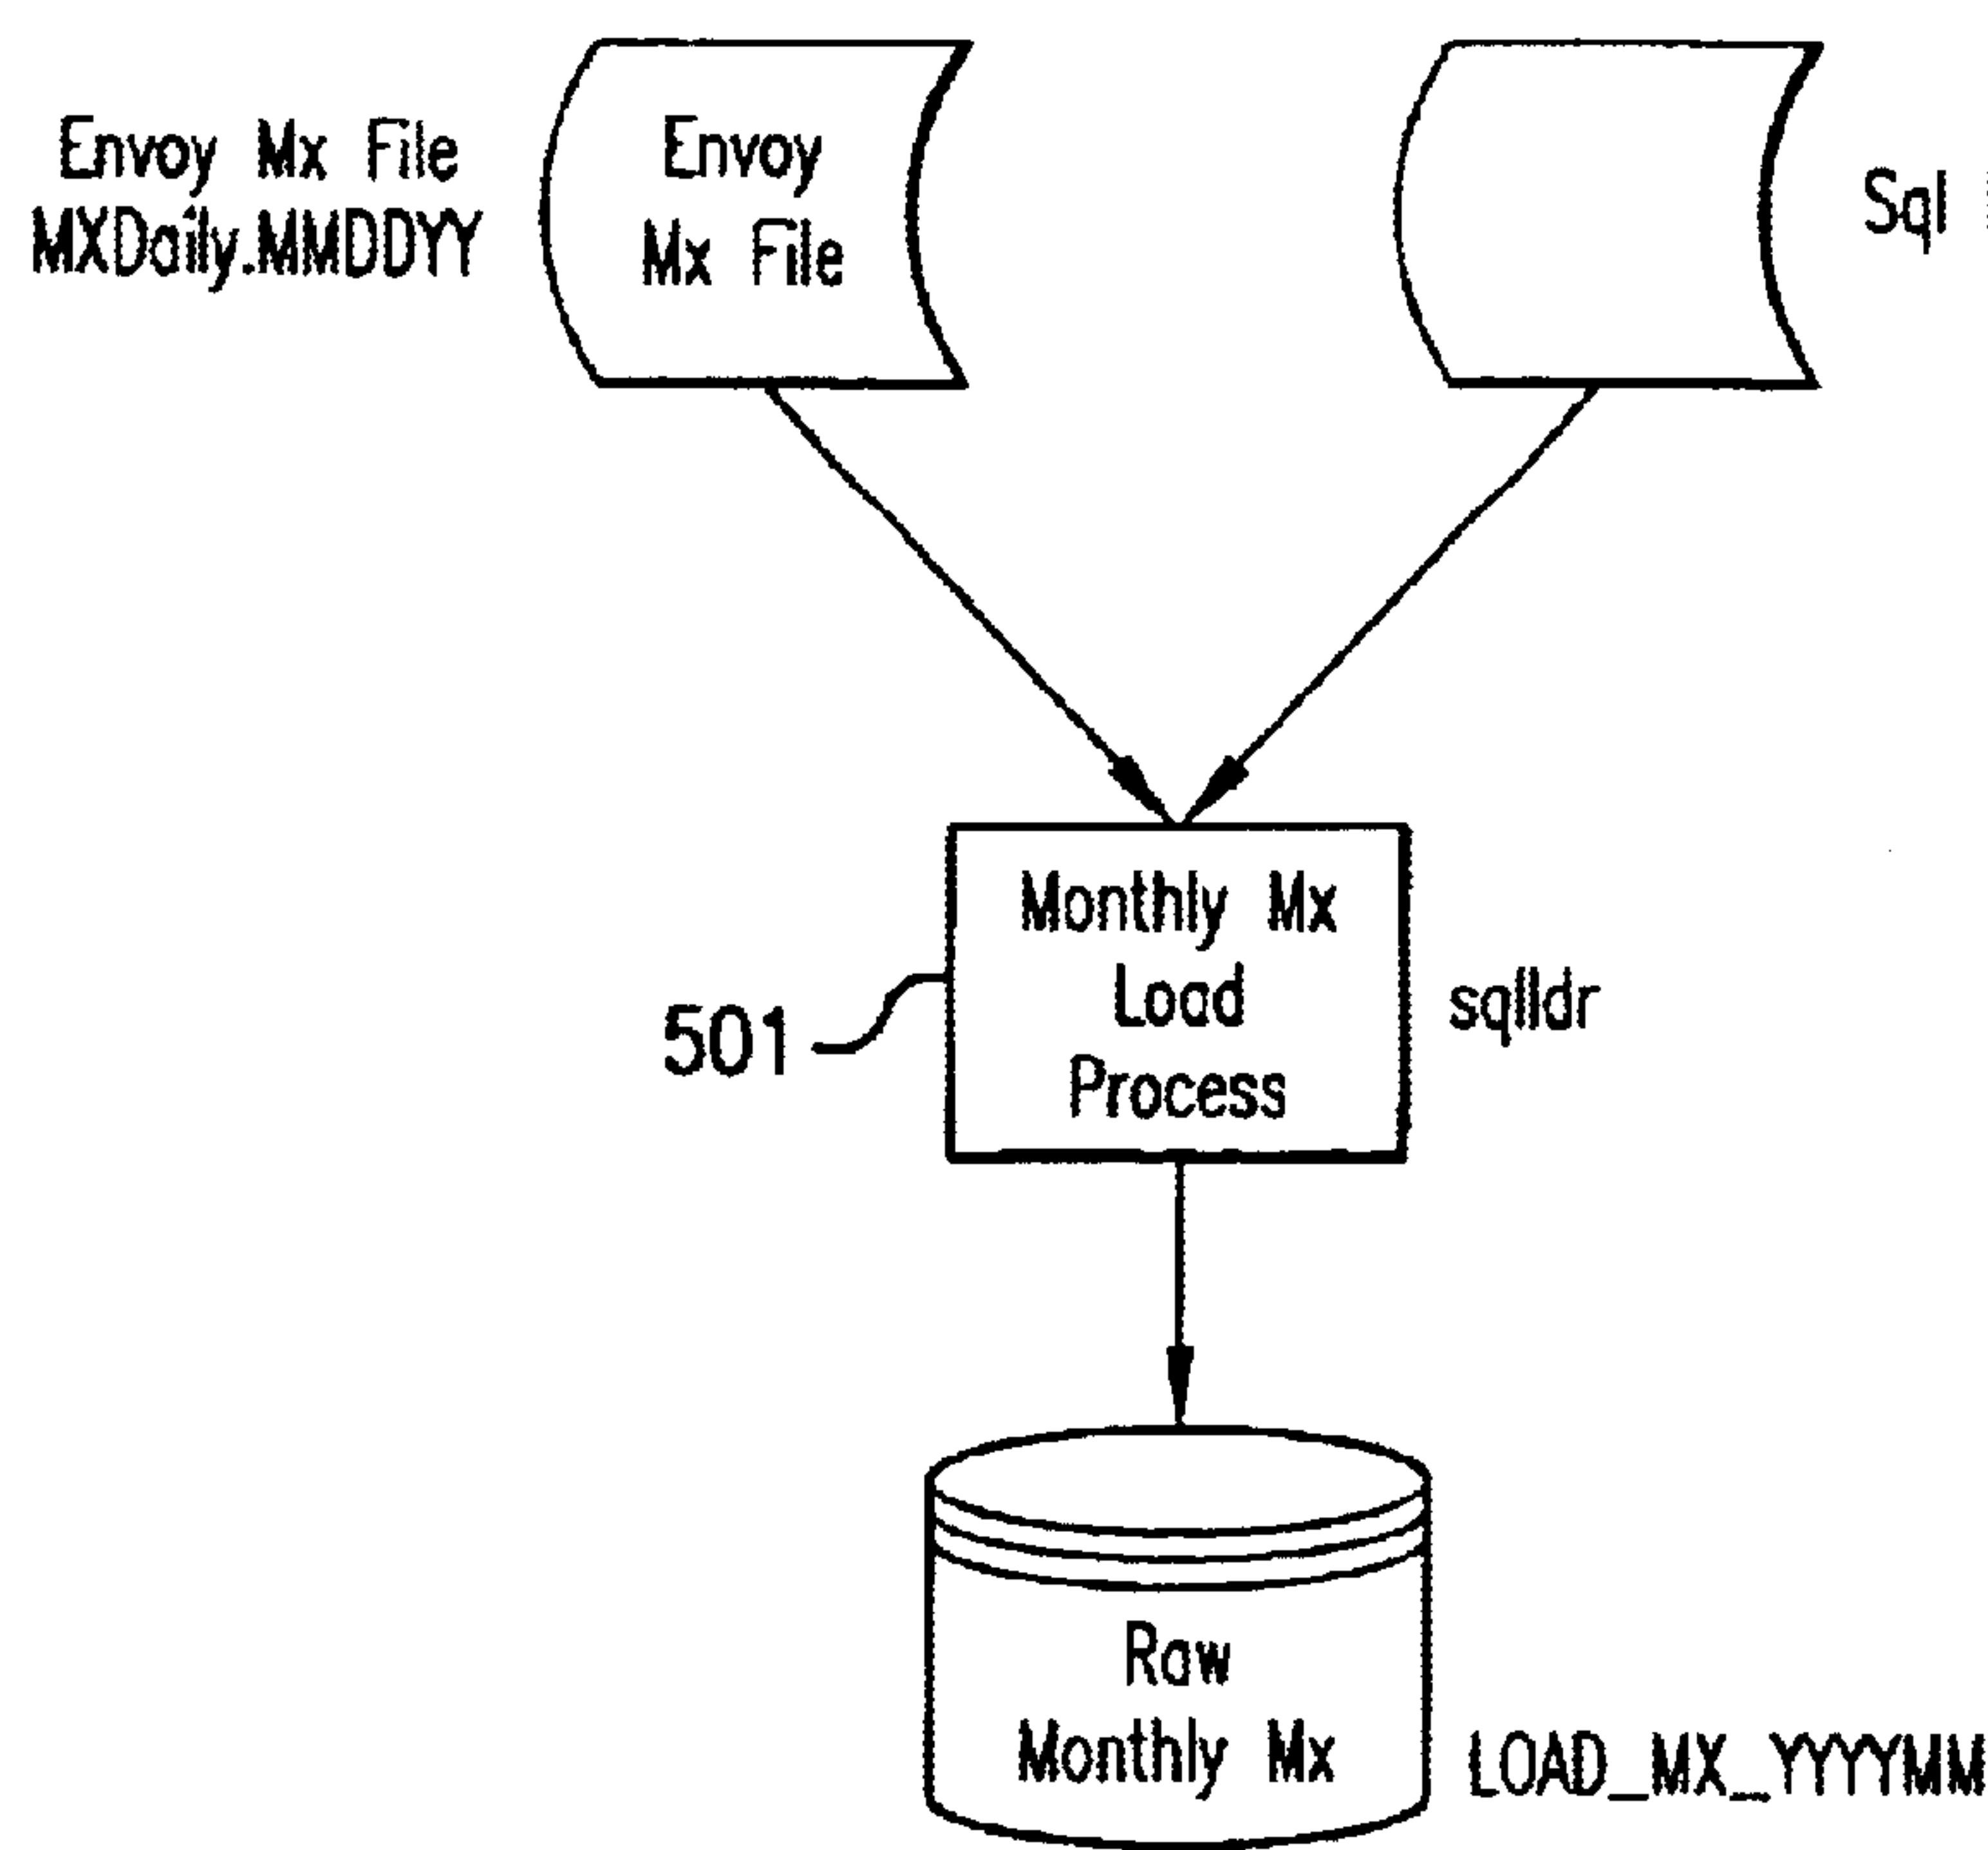 Envoy Mx File
MXDaily.MMDDYY
Envoy
Mx File
Sql
Monthly Mx
Load
Process
501
sqlldr
Raw
Monthly Mx
LOAD_MX_YYYYMM